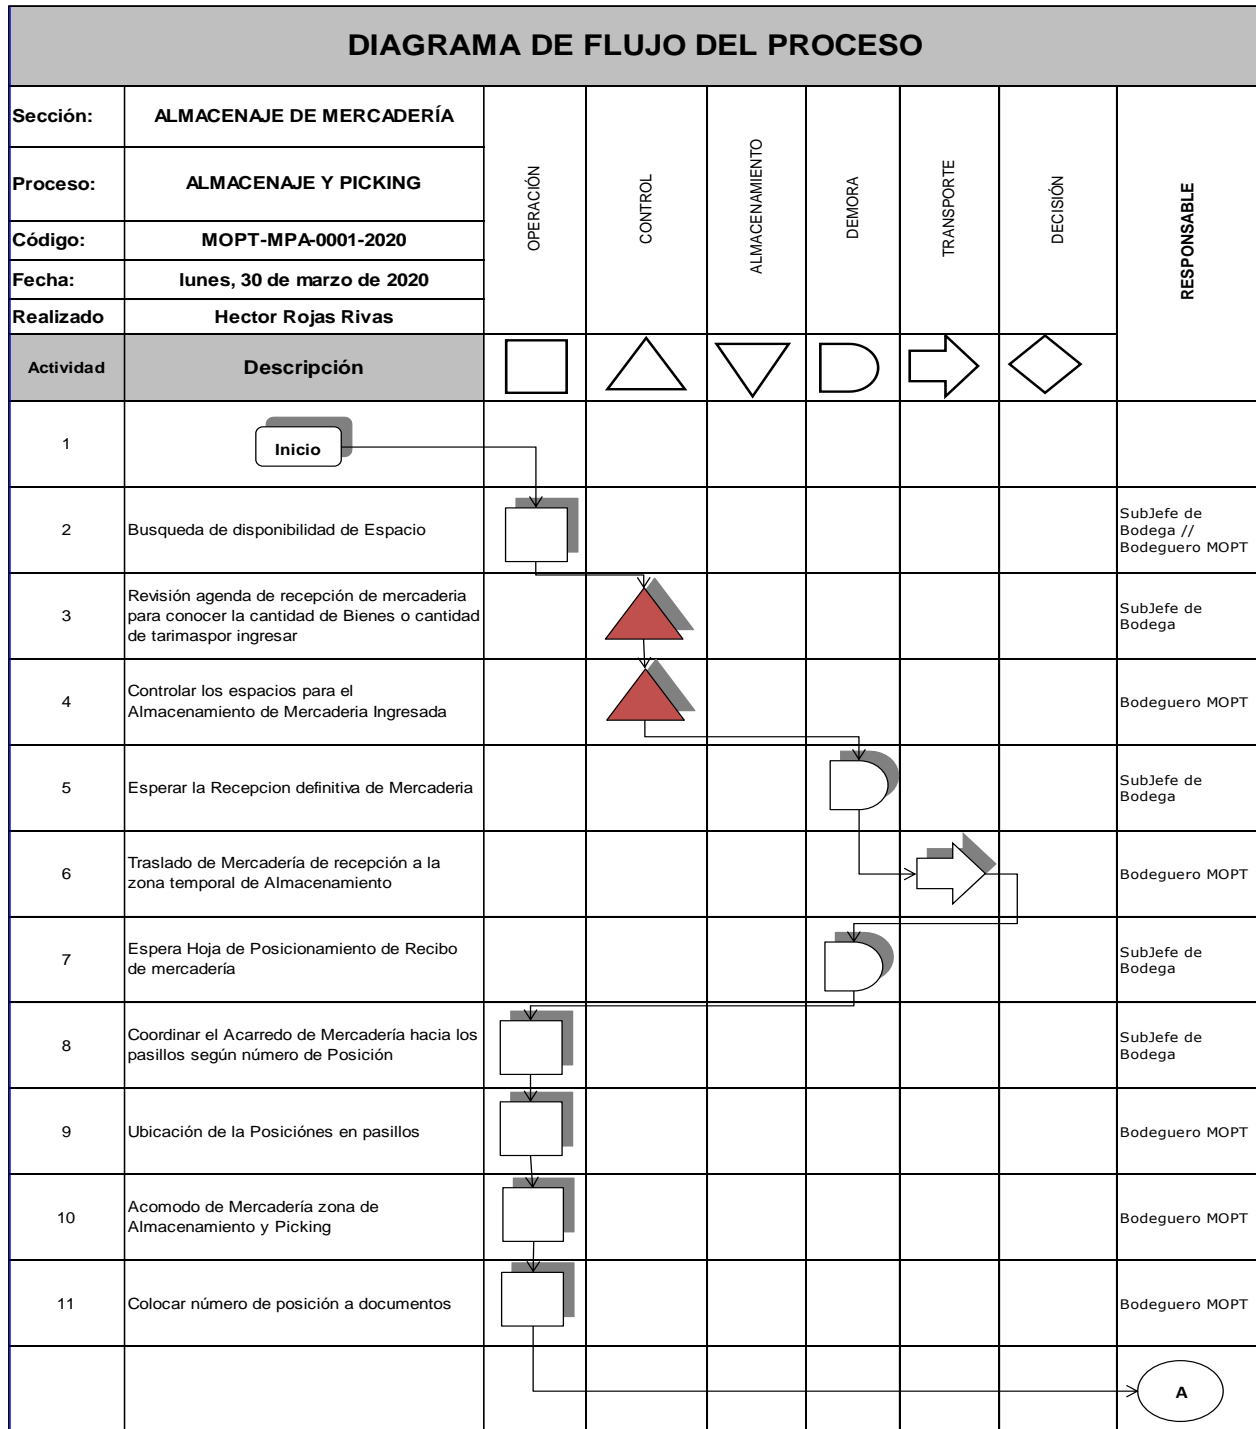 DIAGRAMA DE FLUJO DEL PROCESO
Sección:
ALMACENAJE DE MERCADERÍA
Proceso:
ALMACENAJE Y PICKING
Código:
MOPT-MPA-0001-2020
Fecha:
lunes, 30 de marzo de 2020
Realizado
Hector Rojas Rivas
OPERACIÓN
CONTROL
ALMACENAMIENTO
DEMORA
TRANSPORTE
DECISIÓN
RESPONSABLE
Actividad
Descripción
1
Inicio
2
Busqueda de disponibilidad de Espacio
SubJefe de
Bodega //
Bodeguero MOPT
3
Revisión agenda de recepción de mercaderia
para conocer la cantidad de Bienes o cantidad
de tarimaspor ingresar
SubJefe de
Bodega
4
Controlar los espacios para el
Almacenamiento de Mercaderia Ingresada
Bodeguero MOPT
5
Esperar la Recepcion definitiva de Mercaderia
SubJefe de
Bodega
6
Traslado de Mercadería de recepción a la
zona temporal de Almacenamiento
Bodeguero MOPT
7
Espera Hoja de Posicionamiento de Recibo
de mercadería
SubJefe de
Bodega
8
Coordinar el Acarredo de Mercadería hacia los
pasillos según número de Posición
SubJefe de
Bodega
9
Ubicación de la Posiciónes en pasillos
Bodeguero MOPT
10
Acomodo de Mercadería zona de
Almacenamiento y Picking
Bodeguero MOPT
11
Colocar número de posición a documentos
Bodeguero MOPT
A